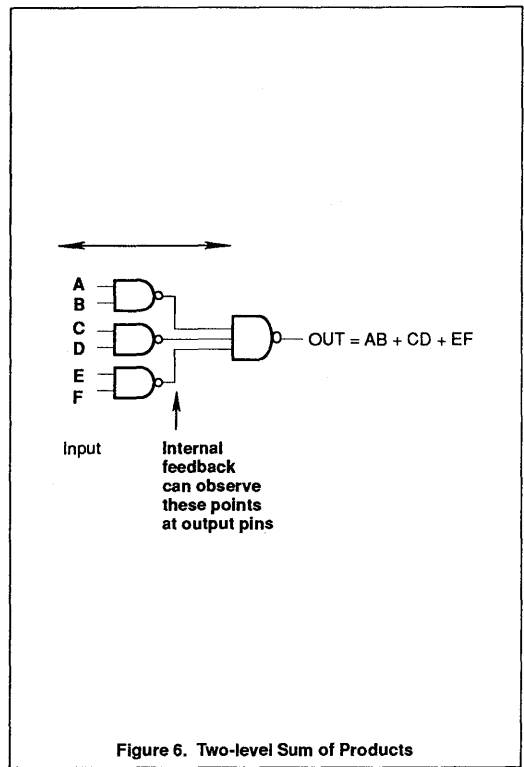 A
B
C
D
E
F
OUT = AB + CD + EF
Input
Internal
feedback
can observe
these points
at output pins
Figure 6. Two-level Sum of Products